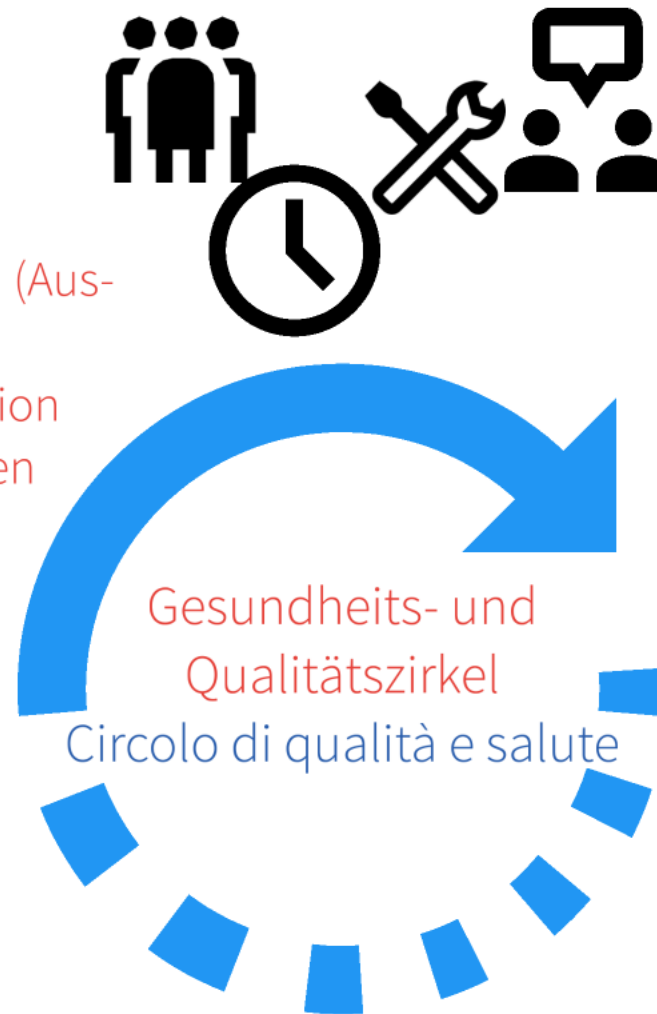 (Aus-
ion
en
Gesundheits- und
Qualitätszirkel
Circolo di qualità e salute